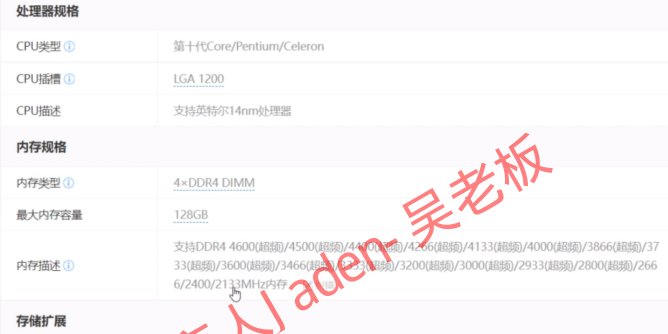 处理器规格
CPU类型 第十代Core/Pentium/Celeron
CPU插槽 LGA 1200
CPU描述 支持英特尔14nm处理器
内存规格
内存类型 4×DDR4 DIMM
最大内存容量 128GB
支持DDR4 4600(超频)/4500(超频)/4400(超频)/4266(超频)/4133(超频)/4000(超频)/3866(超频)/37
内存描述 33(超频)/3600(超频)/3466(超频)/3333(超频)/3200(超频)/3000(超频)/2933(超频)/2800(超频)/266
6/2400/2133MHz内存
存储扩展
人J aden- 吴老板